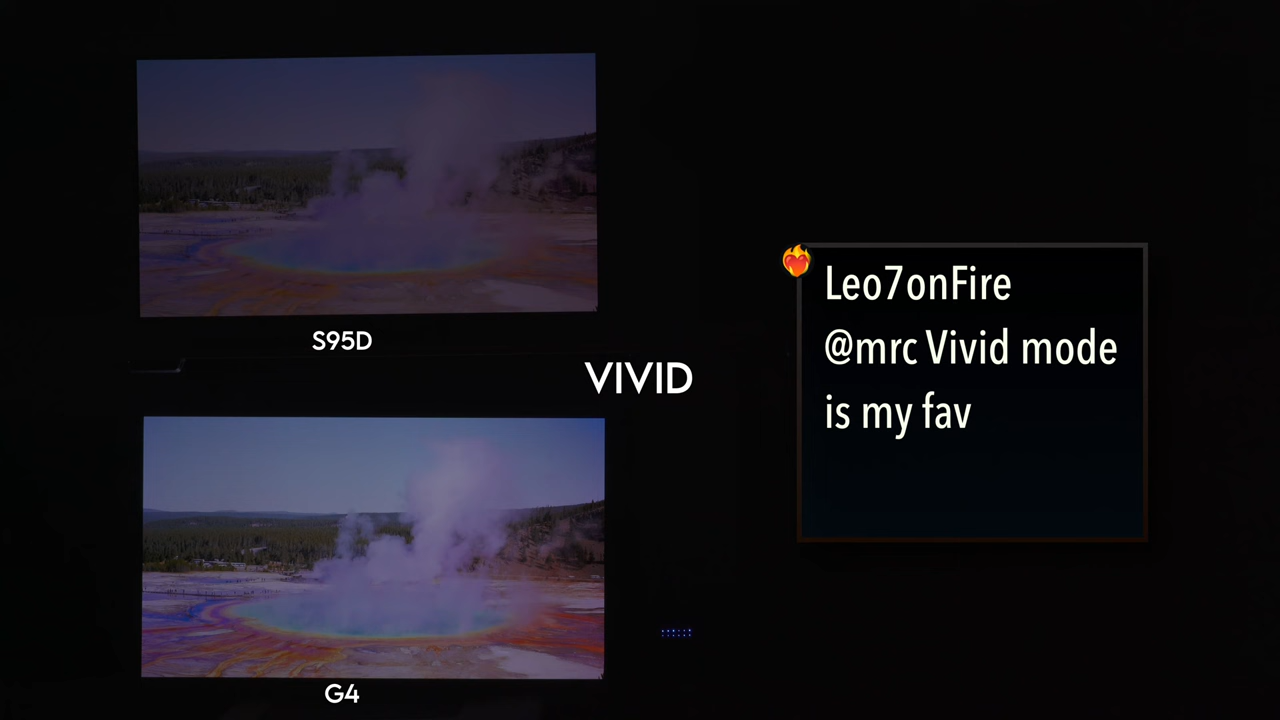 S95D
VIVID
G4
Leo7onFire
@mrc Vivid mode
is my fav